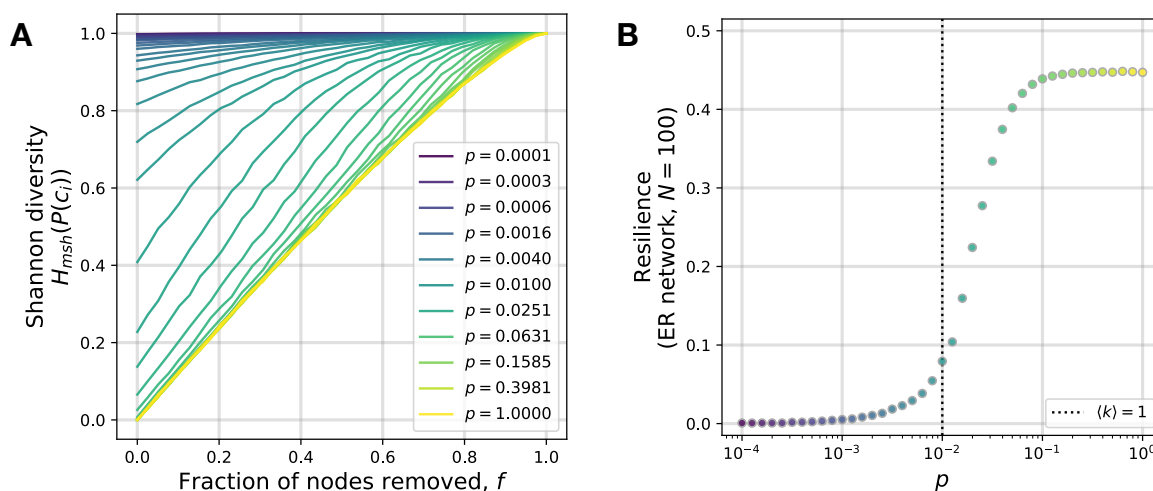 A
Shannon diversity
H_msh(P(c_i))
1.0
0.8
0.6
0.4
0.2
0.0
p = 0.0001
p = 0.0003
p = 0.0006
p = 0.0016
p = 0.0040
p = 0.0100
p = 0.0251
p = 0.0631
p = 0.1585
p = 0.3981
p = 1.0000
0.0 0.2 0.4 0.6 0.8 1.0
Fraction of nodes removed, f
B
Resilience
(ER network, N = 100)
0.5
0.4
0.3
0.2
0.1
0.0
⟨k⟩ = 1
10⁻⁴ 10⁻³ 10⁻² 10⁻¹ 10⁰
p